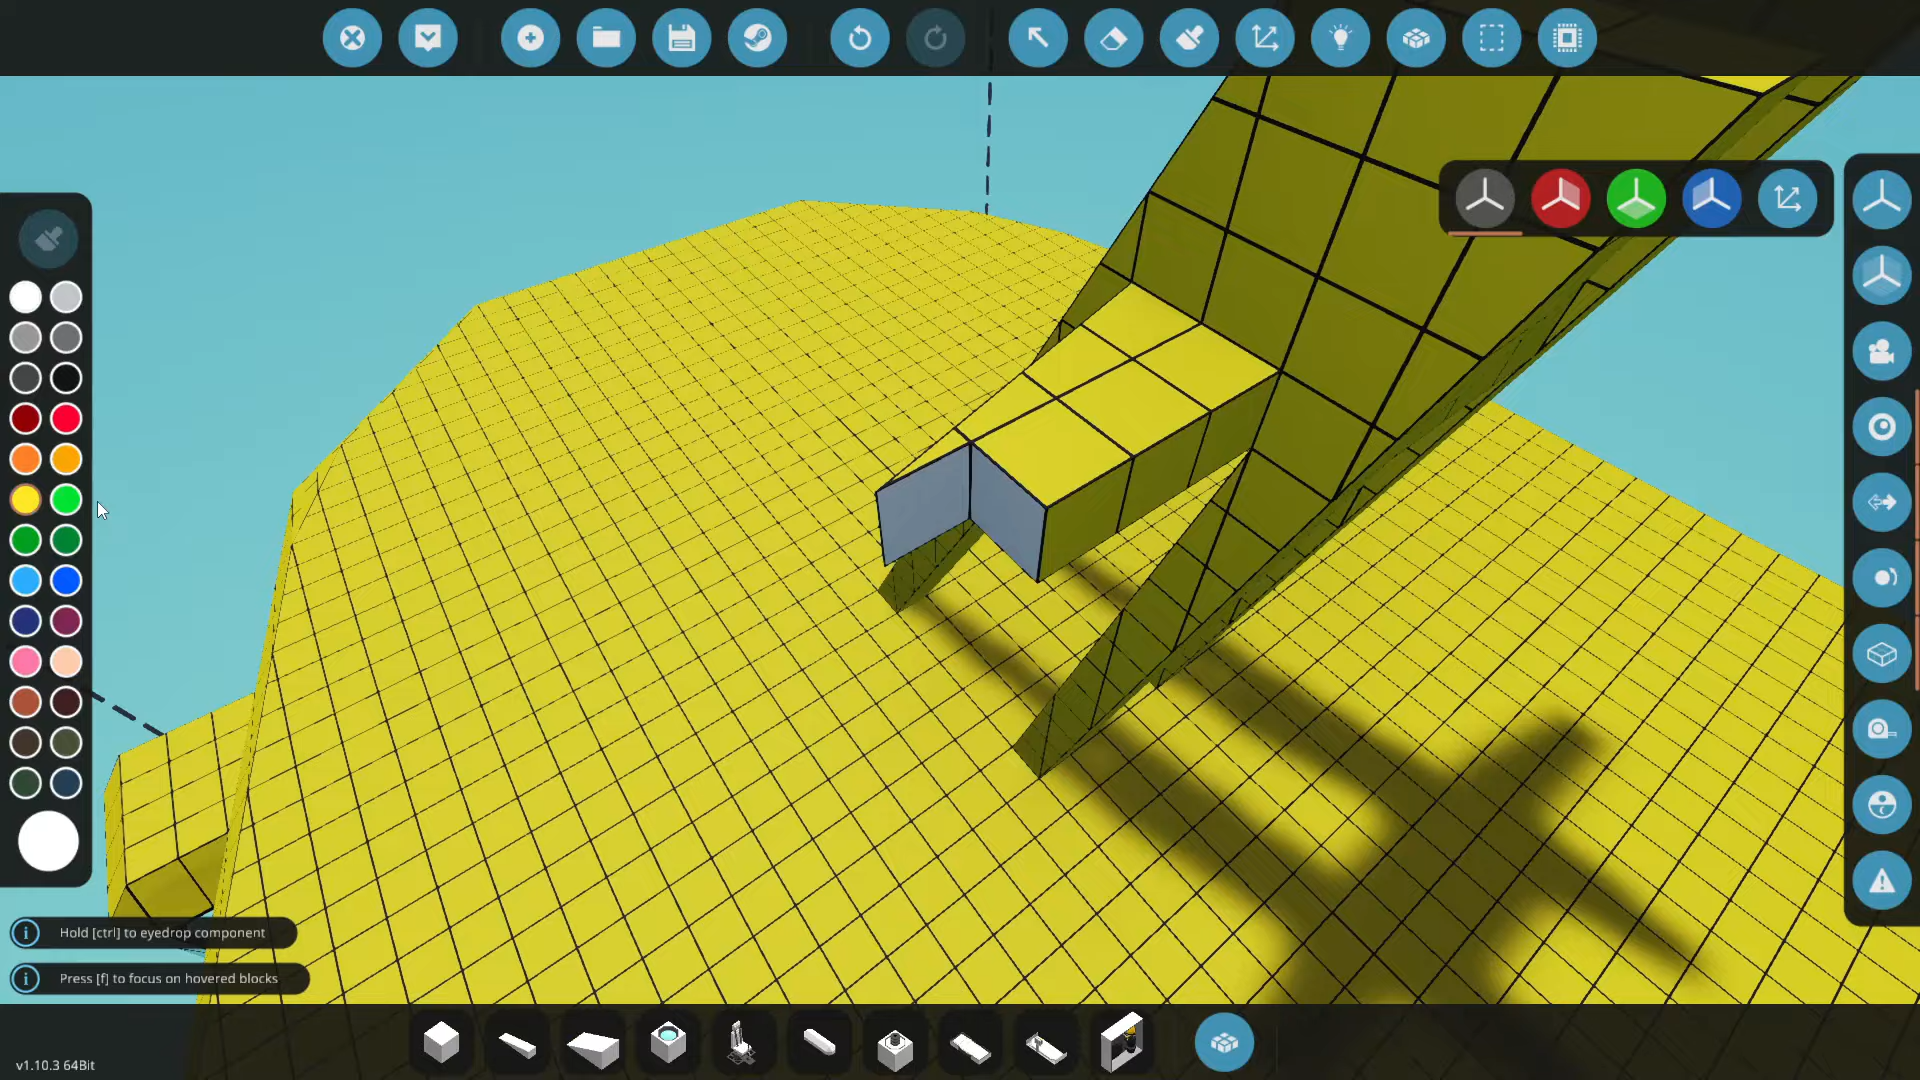 Hold [ctrl] to eyedrop component
Press [f] to focus on hovered blocks
v1.10.3 64Bit